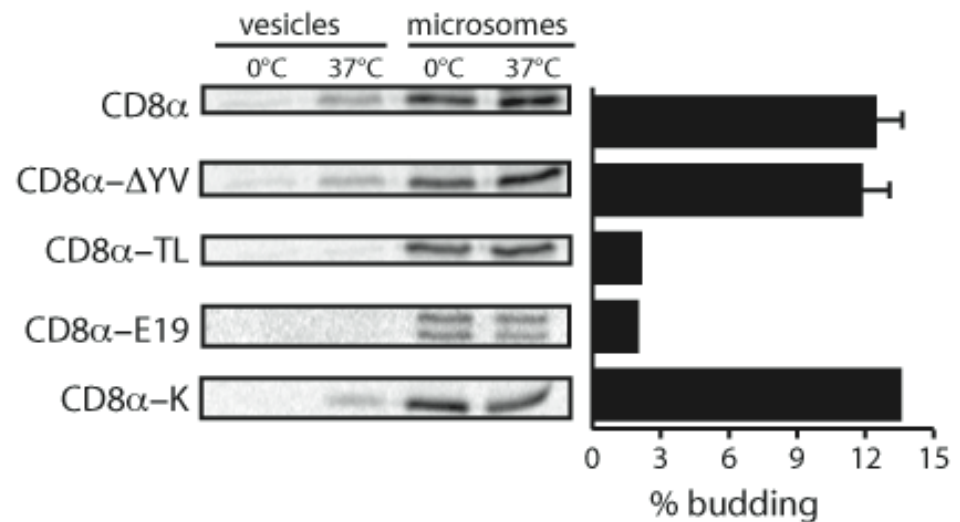 vesicles microsomes
0°C 37°C 0°C 37°C
CD8α
CD8α–ΔYV
CD8α–TL
CD8α–E19
CD8α–K
0 3 6 9 12 15
% budding